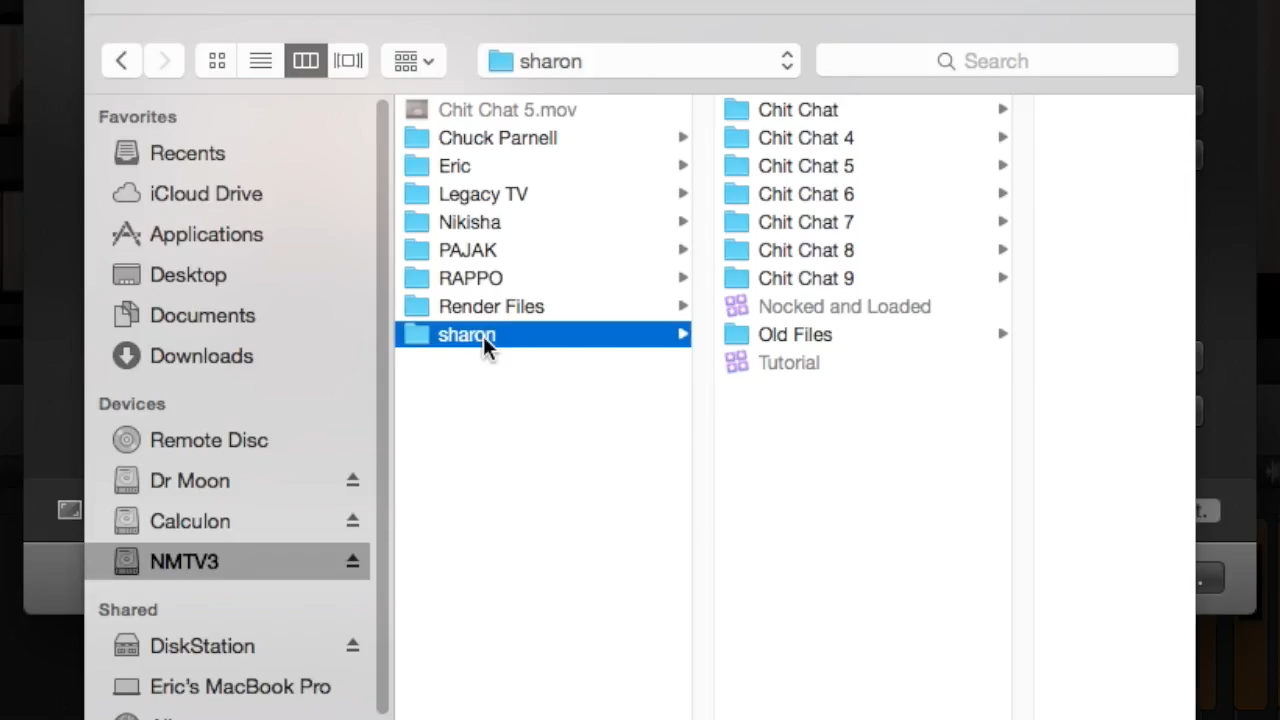 sharon
Search
Favorites
Recents
iCloud Drive
Applications
Desktop
Documents
Downloads
Devices
Remote Disc
Dr Moon
Calculon
NMTV3
Shared
DiskStation
Eric's MacBook Pro
Chit Chat 5.mov
Chuck Parnell
Eric
Legacy TV
Nikisha
PAJAK
RAPPO
Render Files
sharon
Chit Chat
Chit Chat 4
Chit Chat 5
Chit Chat 6
Chit Chat 7
Chit Chat 8
Chit Chat 9
Nocked and Loaded
Old Files
Tutorial
t.
.